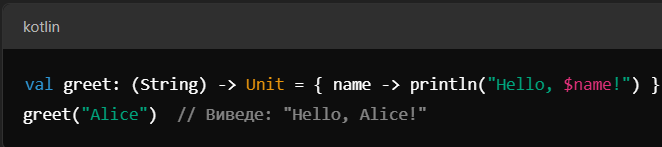 kotlin
val greet: (String) -> Unit = { name -> println("Hello, $name!") }
greet("Alice")  // Виведе: "Hello, Alice!"